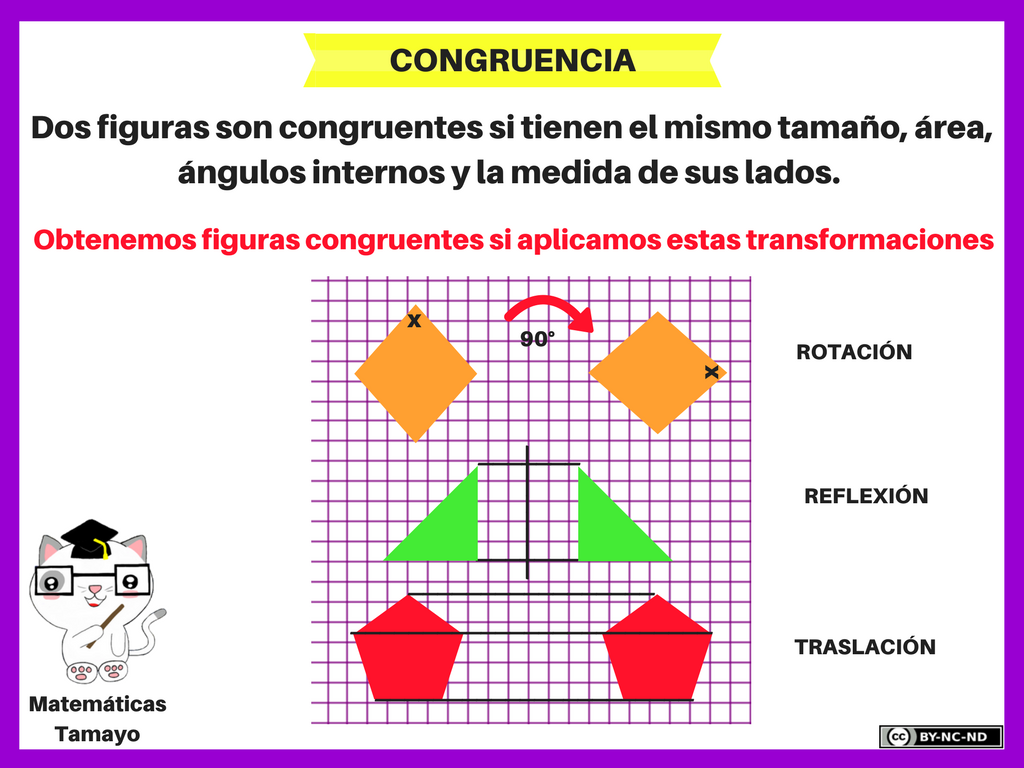 CONGRUENCIA
Dos figuras son congruentes si tienen el mismo tamaño, área,
ángulos internos y la medida de sus lados.
Obtenemos figuras congruentes si aplicamos estas transformaciones
X
90°
X
ROTACIÓN
REFLEXIÓN
TRASLACIÓN
Matemáticas
Tamayo
cc BY-NC-ND